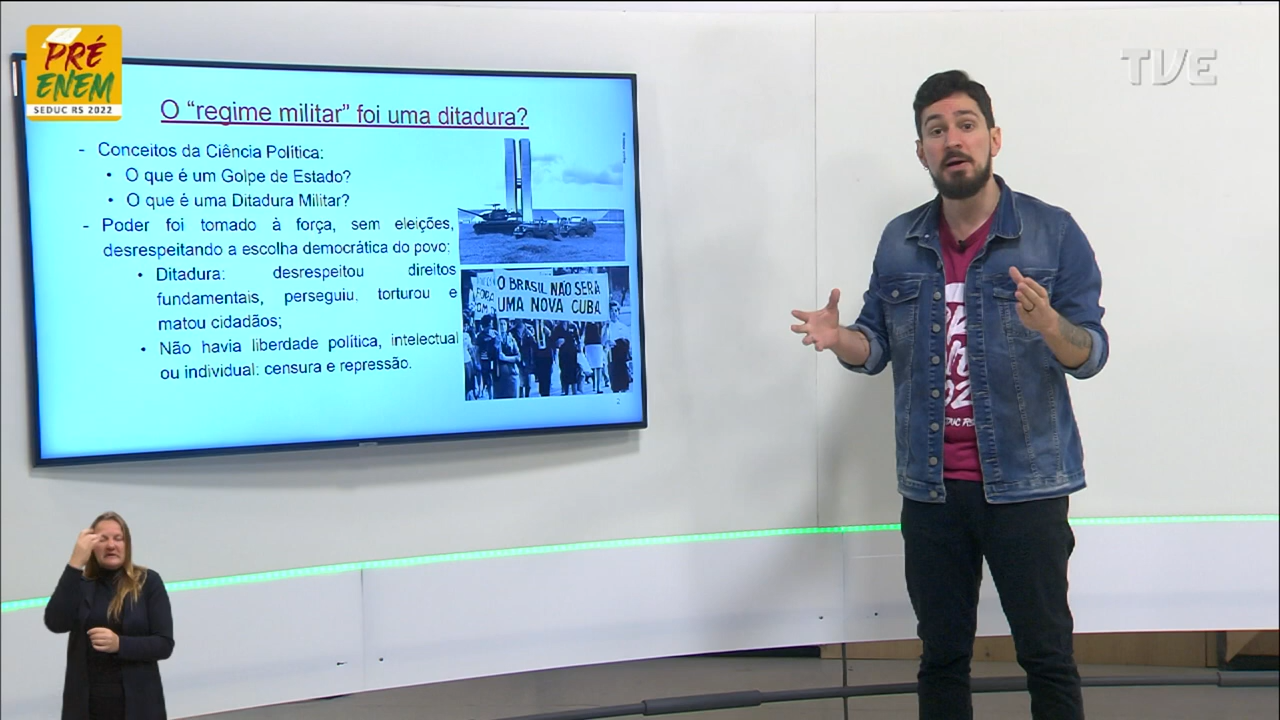 PRÉ
ENEM
SEDUC RS 2022
TVE
O “regime militar” foi uma ditadura?
- Conceitos da Ciência Política:
• O que é um Golpe de Estado?
• O que é uma Ditadura Militar?
- Poder foi tomado à força, sem eleições,
desrespeitando a escolha democrática do povo:
• Ditadura: desrespeitou direitos
fundamentais, perseguiu, torturou e
matou cidadãos;
• Não havia liberdade política, intelectual
ou individual: censura e repressão.
O BRASIL NÃO SERÁ
UMA NOVA CUBA